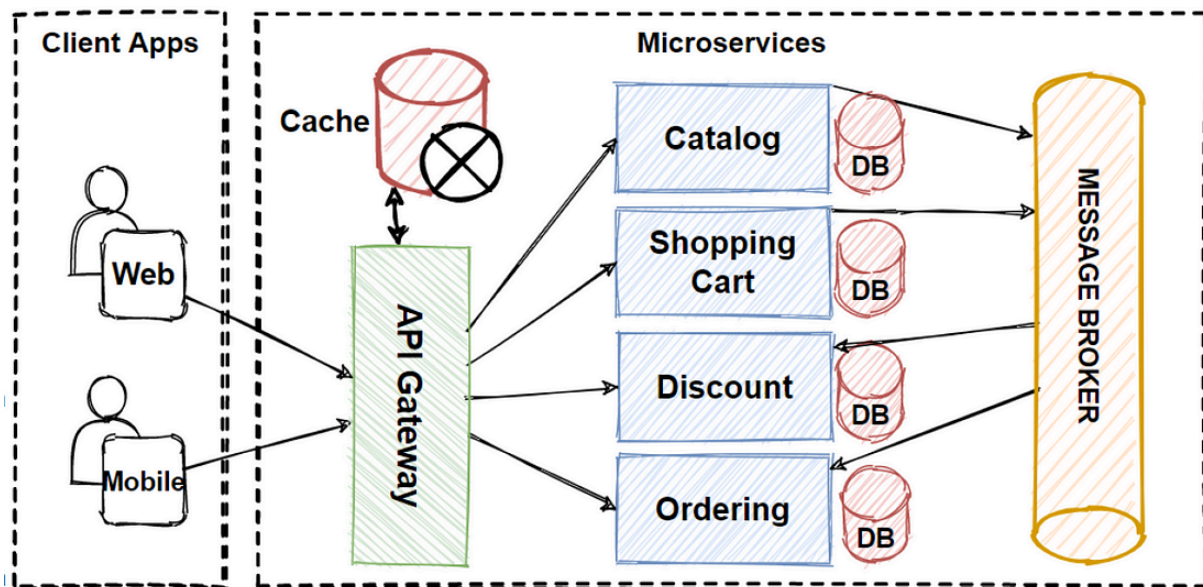 Client Apps
Microservices
Cache
Web
Mobile
API Gateway
Catalog
DB
Shopping
Cart
DB
Discount
DB
Ordering
DB
MESSAGE BROKER